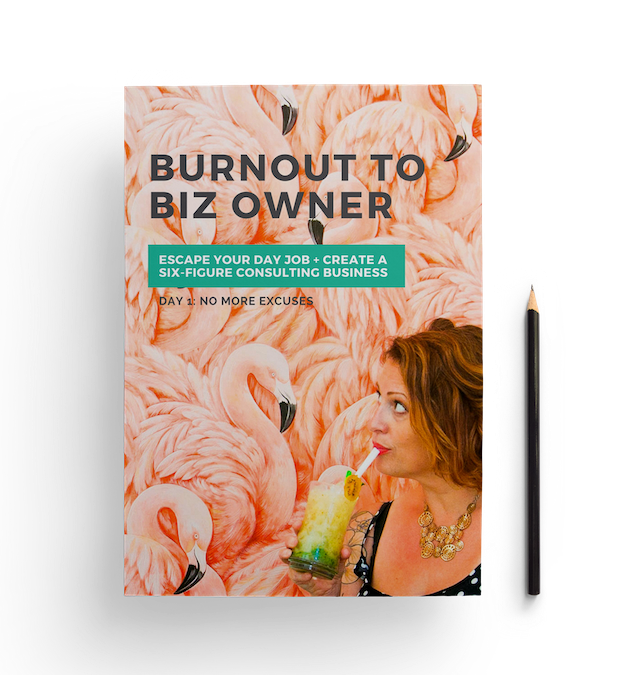 BURNOUT TO
BIZ OWNER
ESCAPE YOUR DAY JOB + CREATE A
SIX-FIGURE CONSULTING BUSINESS
DAY 1: NO MORE EXCUSES